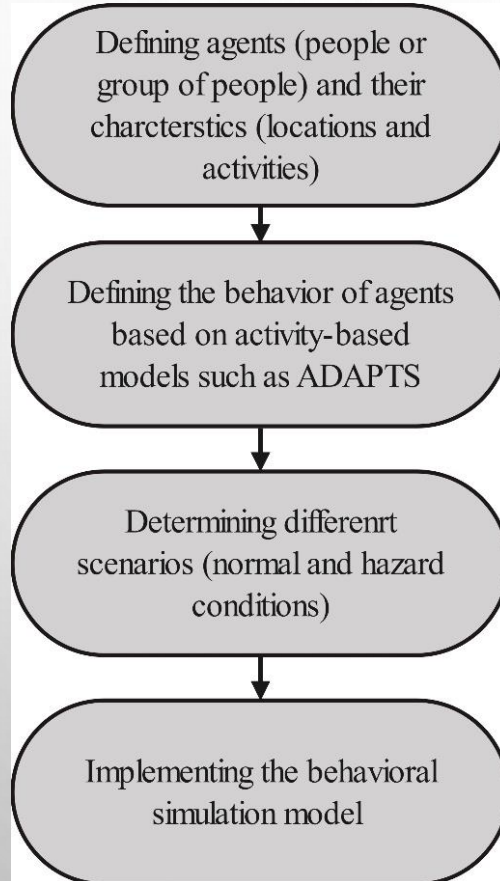 Defining agents (people or
group of people) and their
charcterstics (locations and
activities)
Defining the behavior of agents
based on activity-based
models such as ADAPTS
Determining differenrt
scenarios (normal and hazard
conditions)
Implementing the behavioral
simulation model